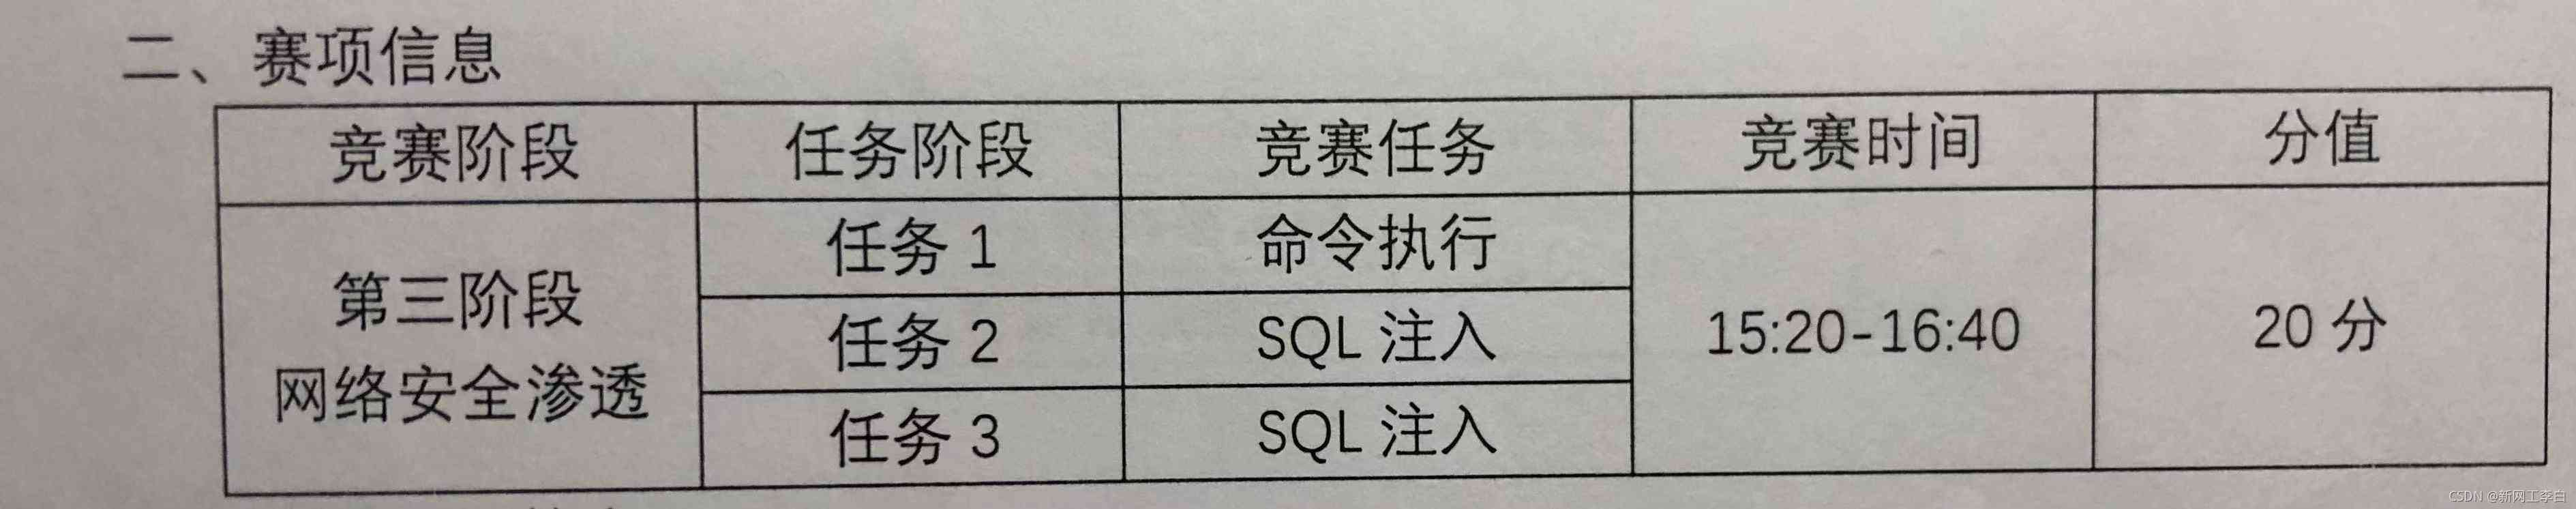 二、赛项信息
竞赛阶段 任务阶段 竞赛任务 竞赛时间 分值
第三阶段
网络安全渗透
任务 1 命令执行
任务 2 SQL 注入
任务 3 SQL 注入
15:20-16:40
20 分
CSDN @新网工李白